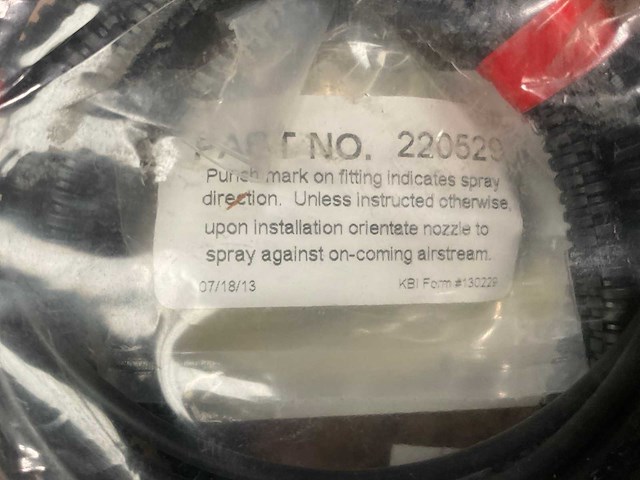 PART NO. 220529
Punch mark on fitting indicates spray
direction. Unless instructed otherwise,
upon installation orientate nozzle to
spray against on-coming airstream.
07/18/13 KBI Form #130229